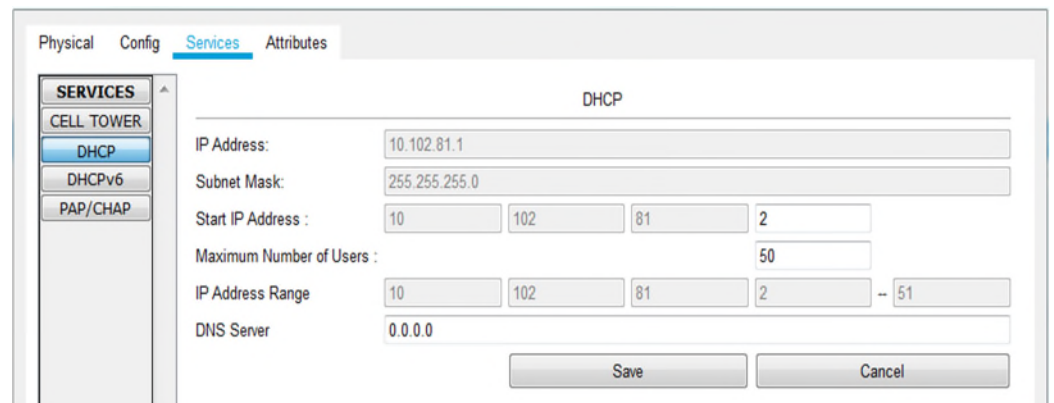 Physical Config Services Attributes
SERVICES
CELL TOWER
DHCP
DHCPv6
PAP/CHAP
DHCP
IP Address: 10.102.81.1
Subnet Mask: 255.255.255.0
Start IP Address : 10 102 81 2
Maximum Number of Users : 50
IP Address Range 10 102 81 2 -- 51
DNS Server 0.0.0.0
Save Cancel